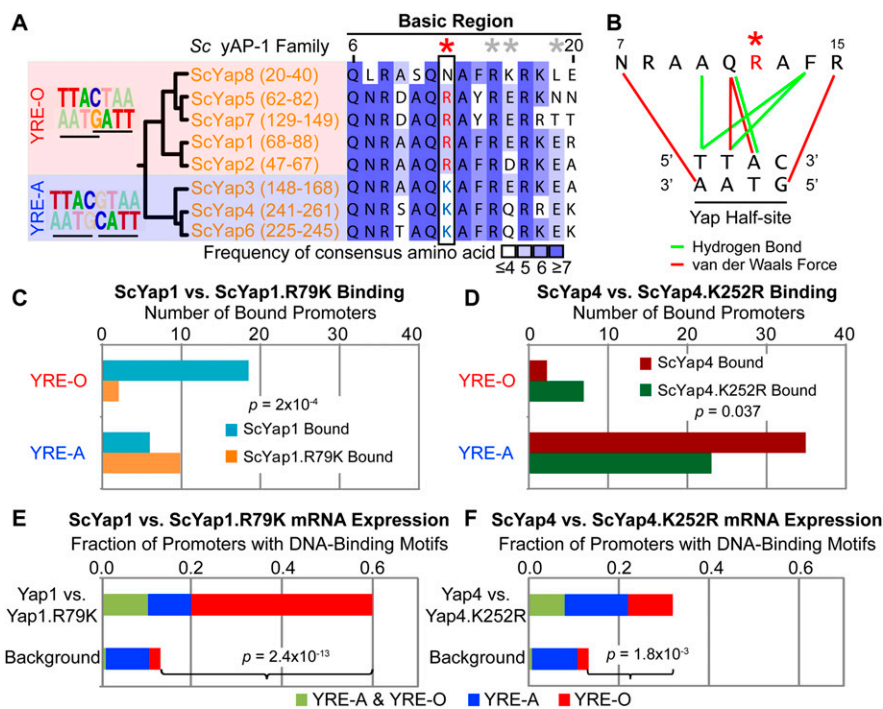 A
Basic Region
Sc yAP-1 Family
6
* * * *
20
YRE-O
TTACTAA
AATGATT
ScYap8 (20-40) QLRASQNAFRKRKLE
ScYap5 (62-82) QNRDAQRAYRERKNN
ScYap7 (129-149) QNRDAQRAYRERRTT
ScYap1 (68-88) QNRAAQRAFRERKER
ScYap2 (47-67) QNRAAQRAFRDRKEA
YRE-A
TTACGTAA
AATGCATT
ScYap3 (148-168) QNRAAQKAFRERKEA
ScYap4 (241-261) QNRSAQKAFRQRREK
ScYap6 (225-245) QNRTAQKAFRQRKEA
Frequency of consensus amino acid
≤4 5 6 ≥7
B
7 * 15
N R A A Q R A F R
5' T T A C 3'
3' A A T G 5'
Yap Half-site
Hydrogen Bond
van der Waals Force
C
ScYap1 vs. ScYap1.R79K Binding
Number of Bound Promoters
0 10 20 30 40
YRE-O
p = 2x10-4
ScYap1 Bound
YRE-A
ScYap1.R79K Bound
D
ScYap4 vs. ScYap4.K252R Binding
Number of Bound Promoters
0 10 20 30 40
YRE-O
ScYap4 Bound
ScYap4.K252R Bound
p = 0.037
YRE-A
E
ScYap1 vs. ScYap1.R79K mRNA Expression
Fraction of Promoters with DNA-Binding Motifs
0.0 0.2 0.4 0.6
Yap1 vs.
Yap1.R79K
Background
p = 2.4x10-13
F
ScYap4 vs. ScYap4.K252R mRNA Expression
Fraction of Promoters with DNA-Binding Motifs
0.0 0.2 0.4 0.6
Yap4 vs.
Yap4.K252R
Background
p = 1.8x10-3
YRE-A & YRE-O
YRE-A
YRE-O